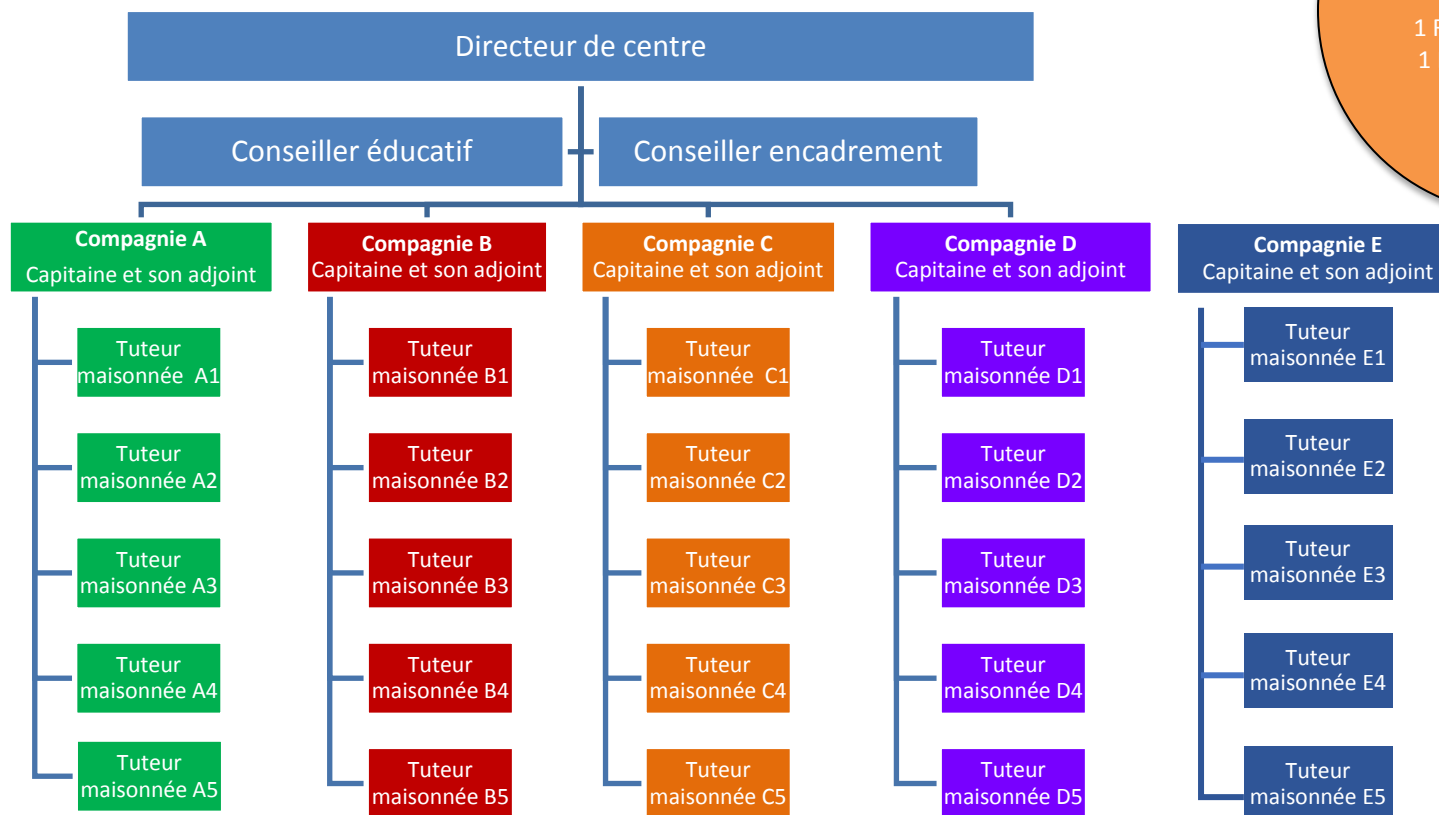 Directeur de centre
1
1
Conseiller éducatif
Conseiller encadrement
Compagnie A
Capitaine et son adjoint
Compagnie B
Capitaine et son adjoint
Compagnie C
Capitaine et son adjoint
Compagnie D
Capitaine et son adjoint
Compagnie E
Capitaine et son adjoint
Tuteur
maisonnée A1
Tuteur
maisonnée A2
Tuteur
maisonnée A3
Tuteur
maisonnée A4
Tuteur
maisonnée A5
Tuteur
maisonnée B1
Tuteur
maisonnée B2
Tuteur
maisonnée B3
Tuteur
maisonnée B4
Tuteur
maisonnée B5
Tuteur
maisonnée C1
Tuteur
maisonnée C2
Tuteur
maisonnée C3
Tuteur
maisonnée C4
Tuteur
maisonnée C5
Tuteur
maisonnée D1
Tuteur
maisonnée D2
Tuteur
maisonnée D3
Tuteur
maisonnée D4
Tuteur
maisonnée D5
Tuteur
maisonnée E1
Tuteur
maisonnée E2
Tuteur
maisonnée E3
Tuteur
maisonnée E4
Tuteur
maisonnée E5